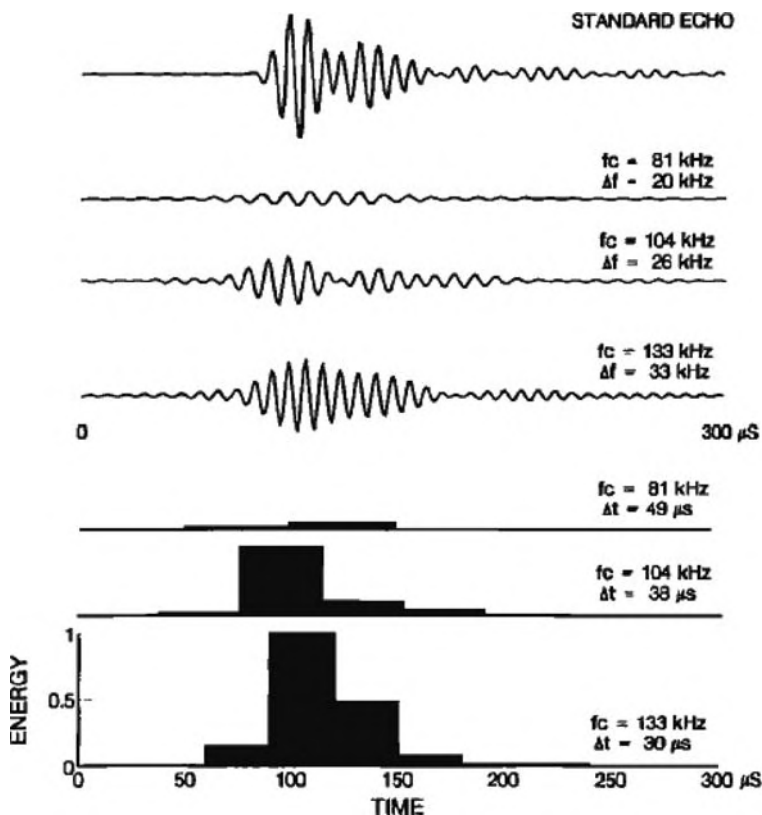 STANDARD ECHO
fc = 81 kHz
Δf = 20 kHz
fc = 104 kHz
Δf = 26 kHz
fc = 133 kHz
Δf = 33 kHz
0 300 μS
fc = 81 kHz
Δt = 49 μs
fc = 104 kHz
Δt = 38 μs
1
0.5
ENERGY
fc = 133 kHz
Δt = 30 μs
0
0 50 100 150 200 250 300 μS
TIME